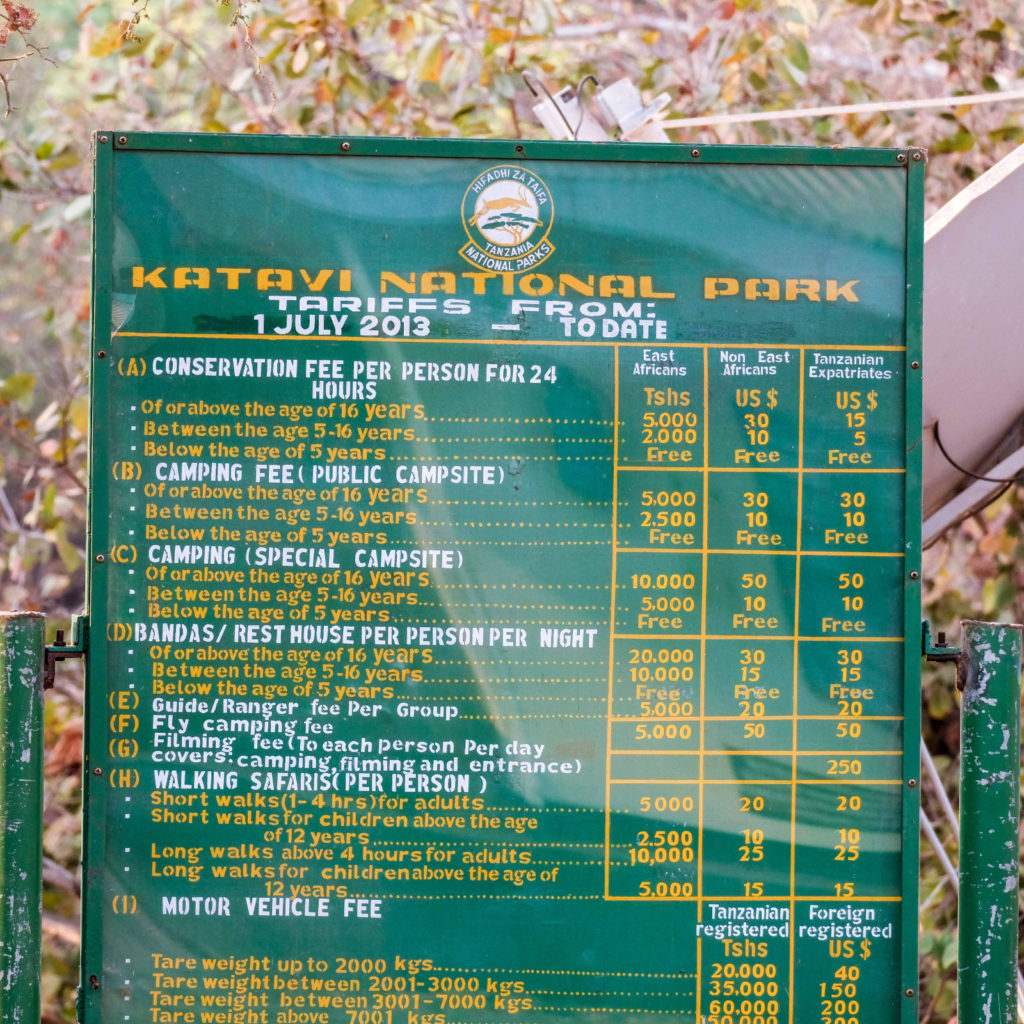 HIFADHI ZA TAIFA
TANZANIA
NATIONAL PARKS
KATAVI NATIONAL PARK
TARIFFS FROM:
1 JULY 2013 — TO DATE
(A) CONSERVATION FEE PER PERSON FOR 24 HOURS
East Africans Non East Africans Tanzanian Expatriates
Tshs US $ US $
• Of or above the age of 16 years 5.000 30 15
• Between the age 5-16 years 2.000 10 5
• Below the age of 5 years Free Free Free
(B) CAMPING FEE (PUBLIC CAMPSITE)
• Of or above the age of 16 years 5,000 30 30
• Between the age 5-16 years 2,500 10 10
• Below the age of 5 years Free Free Free
(C) CAMPING (SPECIAL CAMPSITE)
• Of or above the age of 16 years 10.000 50 50
• Between the age 5-16 years 5,000 10 10
• Below the age of 5 years Free Free Free
(D) BANDAS/ REST HOUSE PER PERSON PER NIGHT
• Of or above the age of 16 years 20.000 30 30
• Between the age 5-16 years 10.000 15 15
• Below the age of 5 years Free Free Free
(E) Guide/Ranger fee Per Group 5.000 20 20
(F) Fly camping fee 5.000 50 50
(G) Filming fee (To each person Per day
covers: camping, filming and entrance) 250
(H) WALKING SAFARIS (PER PERSON)
• Short walks (1-4 hrs) for adults 5000 20 20
• Short walks for children above the age
of 12 years 2.500 10 10
• Long walks above 4 hours for adults 10,000 25 25
• Long walks for children above the age of
12 years 5.000 15 15
(I) MOTOR VEHICLE FEE
Tanzanian registered Foreign registered
Tshs US $
• Tare weight up to 2000 kgs 20.000 40
• Tare weight between 2001-3000 kgs 35,000 150
• Tare weight between 3001-7000 kgs 60,000 200
• Tare weight above 7001 kgs